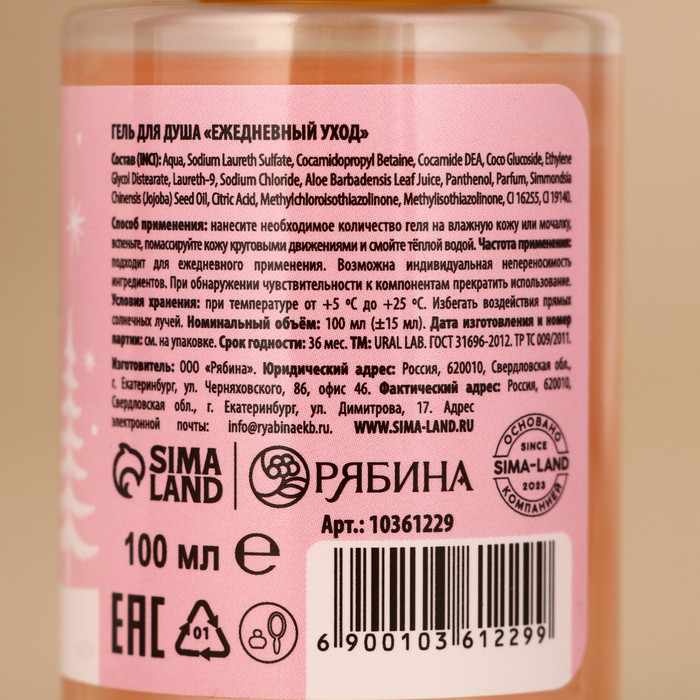 ГЕЛЬ ДЛЯ ДУША «ЕЖЕДНЕВНЫЙ УХОД»
Состав (INCI): Aqua, Sodium Laureth Sulfate, Cocamidopropyl Betaine, Cocamide DEA, Coco Glucoside, Ethylene
Glycol Distearate, Laureth-9, Sodium Chloride, Aloe Barbadensis Leaf Juice, Panthenol, Parfum, Simmondsia
Chinensis (Jojoba) Seed Oil, Citric Acid, Methylchloroisothiazolinone, Methylisothiazolinone, CI 16255, CI 19140.
Способ применения: нанесите необходимое количество геля на влажную кожу или мочалку,
вспеньте, помассируйте кожу круговыми движениями и смойте тёплой водой. Частота применения:
подходит для ежедневного применения. Возможна индивидуальная непереносимость
ингредиентов. При обнаружении чувствительности к компонентам прекратить использование.
Условия хранения: при температуре от +5 ºС до +25 ºС. Избегать воздействия прямых
солнечных лучей. Номинальный объём: 100 мл (±15 мл). Дата изготовления и номер
партии: см. на упаковке. Срок годности: 36 мес. ТМ: URAL LAB. ГОСТ 31696-2012. ТР ТС 009/2011.
Изготовитель: ООО «Рябина». Юридический адрес: Россия, 620010, Свердловская обл.,
г. Екатеринбург, ул. Черняховского, 86, офис 46. Фактический адрес: Россия, 620010,
Свердловская обл., г. Екатеринбург, ул. Димитрова, 17. Адрес
электронной почты: info@ryabinaekb.ru. WWW.SIMA-LAND.RU
SIMA
LAND
РЯБИНА
ОСНОВАНО
SINCE
SIMA-LAND
2023
КОМПАНИЕЙ
Арт.: 10361229
100 мл e
EAC
01
6 900103 612299